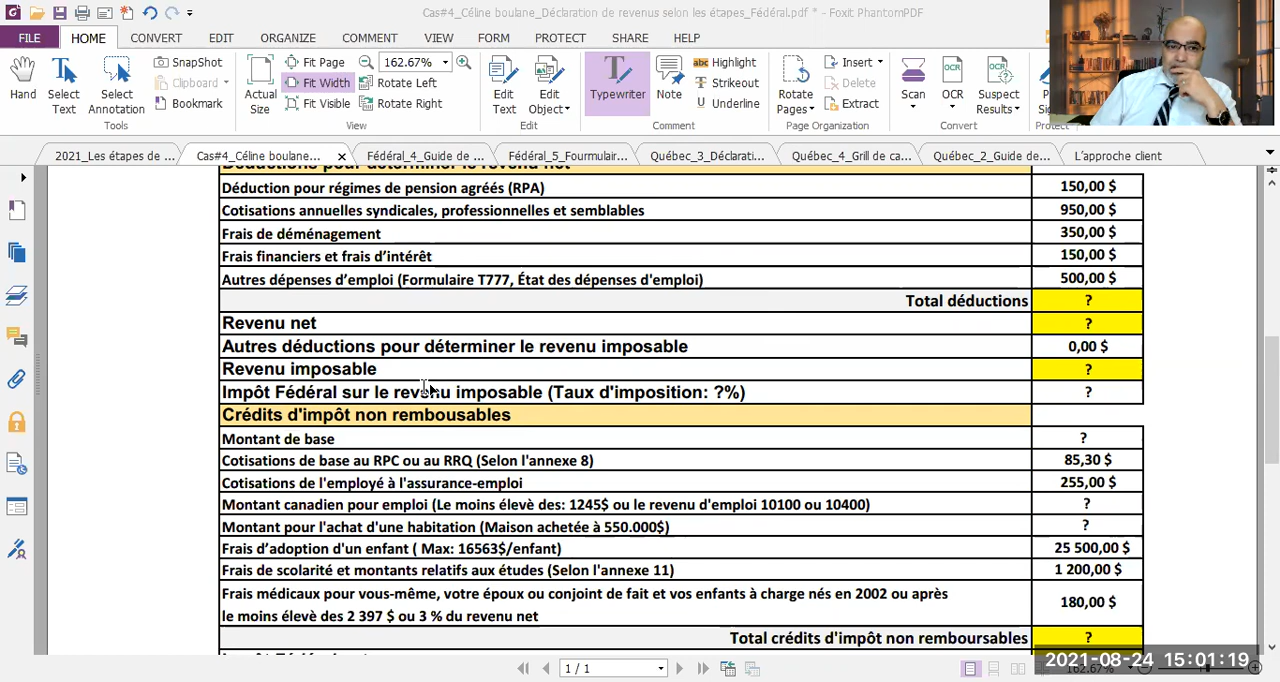 Cas#4_Céline boulane_Déclaration de revenus selon les étapes_Fédéral.pdf * - Foxit PhantomPDF
FILE HOME CONVERT EDIT ORGANIZE COMMENT VIEW FORM PROTECT SHARE HELP
SnapShot Fit Page 162.67% Rotate Left abc Highlight Insert Delete
Hand Select Text Select Annotation Clipboard Bookmark Actual Size Fit Width Fit Visible Rotate Right Edit Text Edit Object Typewriter Note Strikeout Underline Rotate Pages Extract Scan OCR OCR Suspect Results
Tools View Edit Comment Page Organization Convert Protect
2021_Les étapes de ... Cas#4_Céline boulane... x Fédéral_4_Guide de ... Fédéral_5_Fourmulair... Québec_3_Déclarati... Québec_4_Grill de ca... Québec_2_Guide de... L'approche client
Déductions pour déterminer le revenu net
Déduction pour régimes de pension agréés (RPA) 150,00 $
Cotisations annuelles syndicales, professionnelles et semblables 950,00 $
Frais de déménagement 350,00 $
Frais financiers et frais d'intérêt 150,00 $
Autres dépenses d'emploi (Formulaire T777, État des dépenses d'emploi) 500,00 $
Total déductions ?
Revenu net ?
Autres déductions pour déterminer le revenu imposable 0,00 $
Revenu imposable ?
Impôt Fédéral sur le revenu imposable (Taux d'imposition: ?%) ?
Crédits d'impôt non rembousables
Montant de base ?
Cotisations de base au RPC ou au RRQ (Selon l'annexe 8) 85,30 $
Cotisations de l'employé à l'assurance-emploi 255,00 $
Montant canadien pour emploi (Le moins élevè des: 1245$ ou le revenu d'emploi 10100 ou 10400) ?
Montant pour l'achat d'une habitation (Maison achetée à 550.000$) ?
Frais d'adoption d'un enfant ( Max: 16563$/enfant) 25 500,00 $
Frais de scolarité et montants relatifs aux études (Selon l'annexe 11) 1 200,00 $
Frais médicaux pour vous-même, votre époux ou conjoint de fait et vos enfants à charge nés en 2002 ou après
le moins élevè des 2 397 $ ou 3 % du revenu net 180,00 $
Total crédits d'impôt non remboursables ?
1 / 1
2021-08-24 15:01:19
162.67%